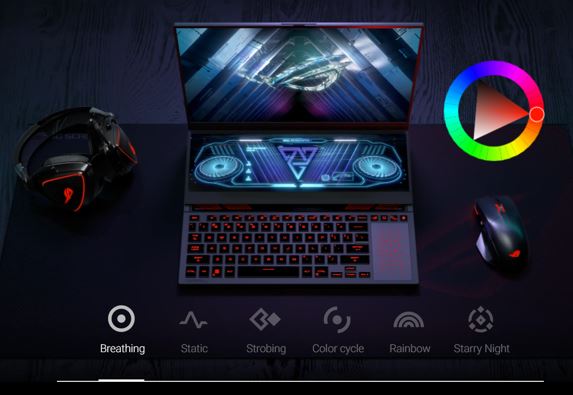 Breathing
Static
Strobing
Color cycle
Rainbow
Starry Night